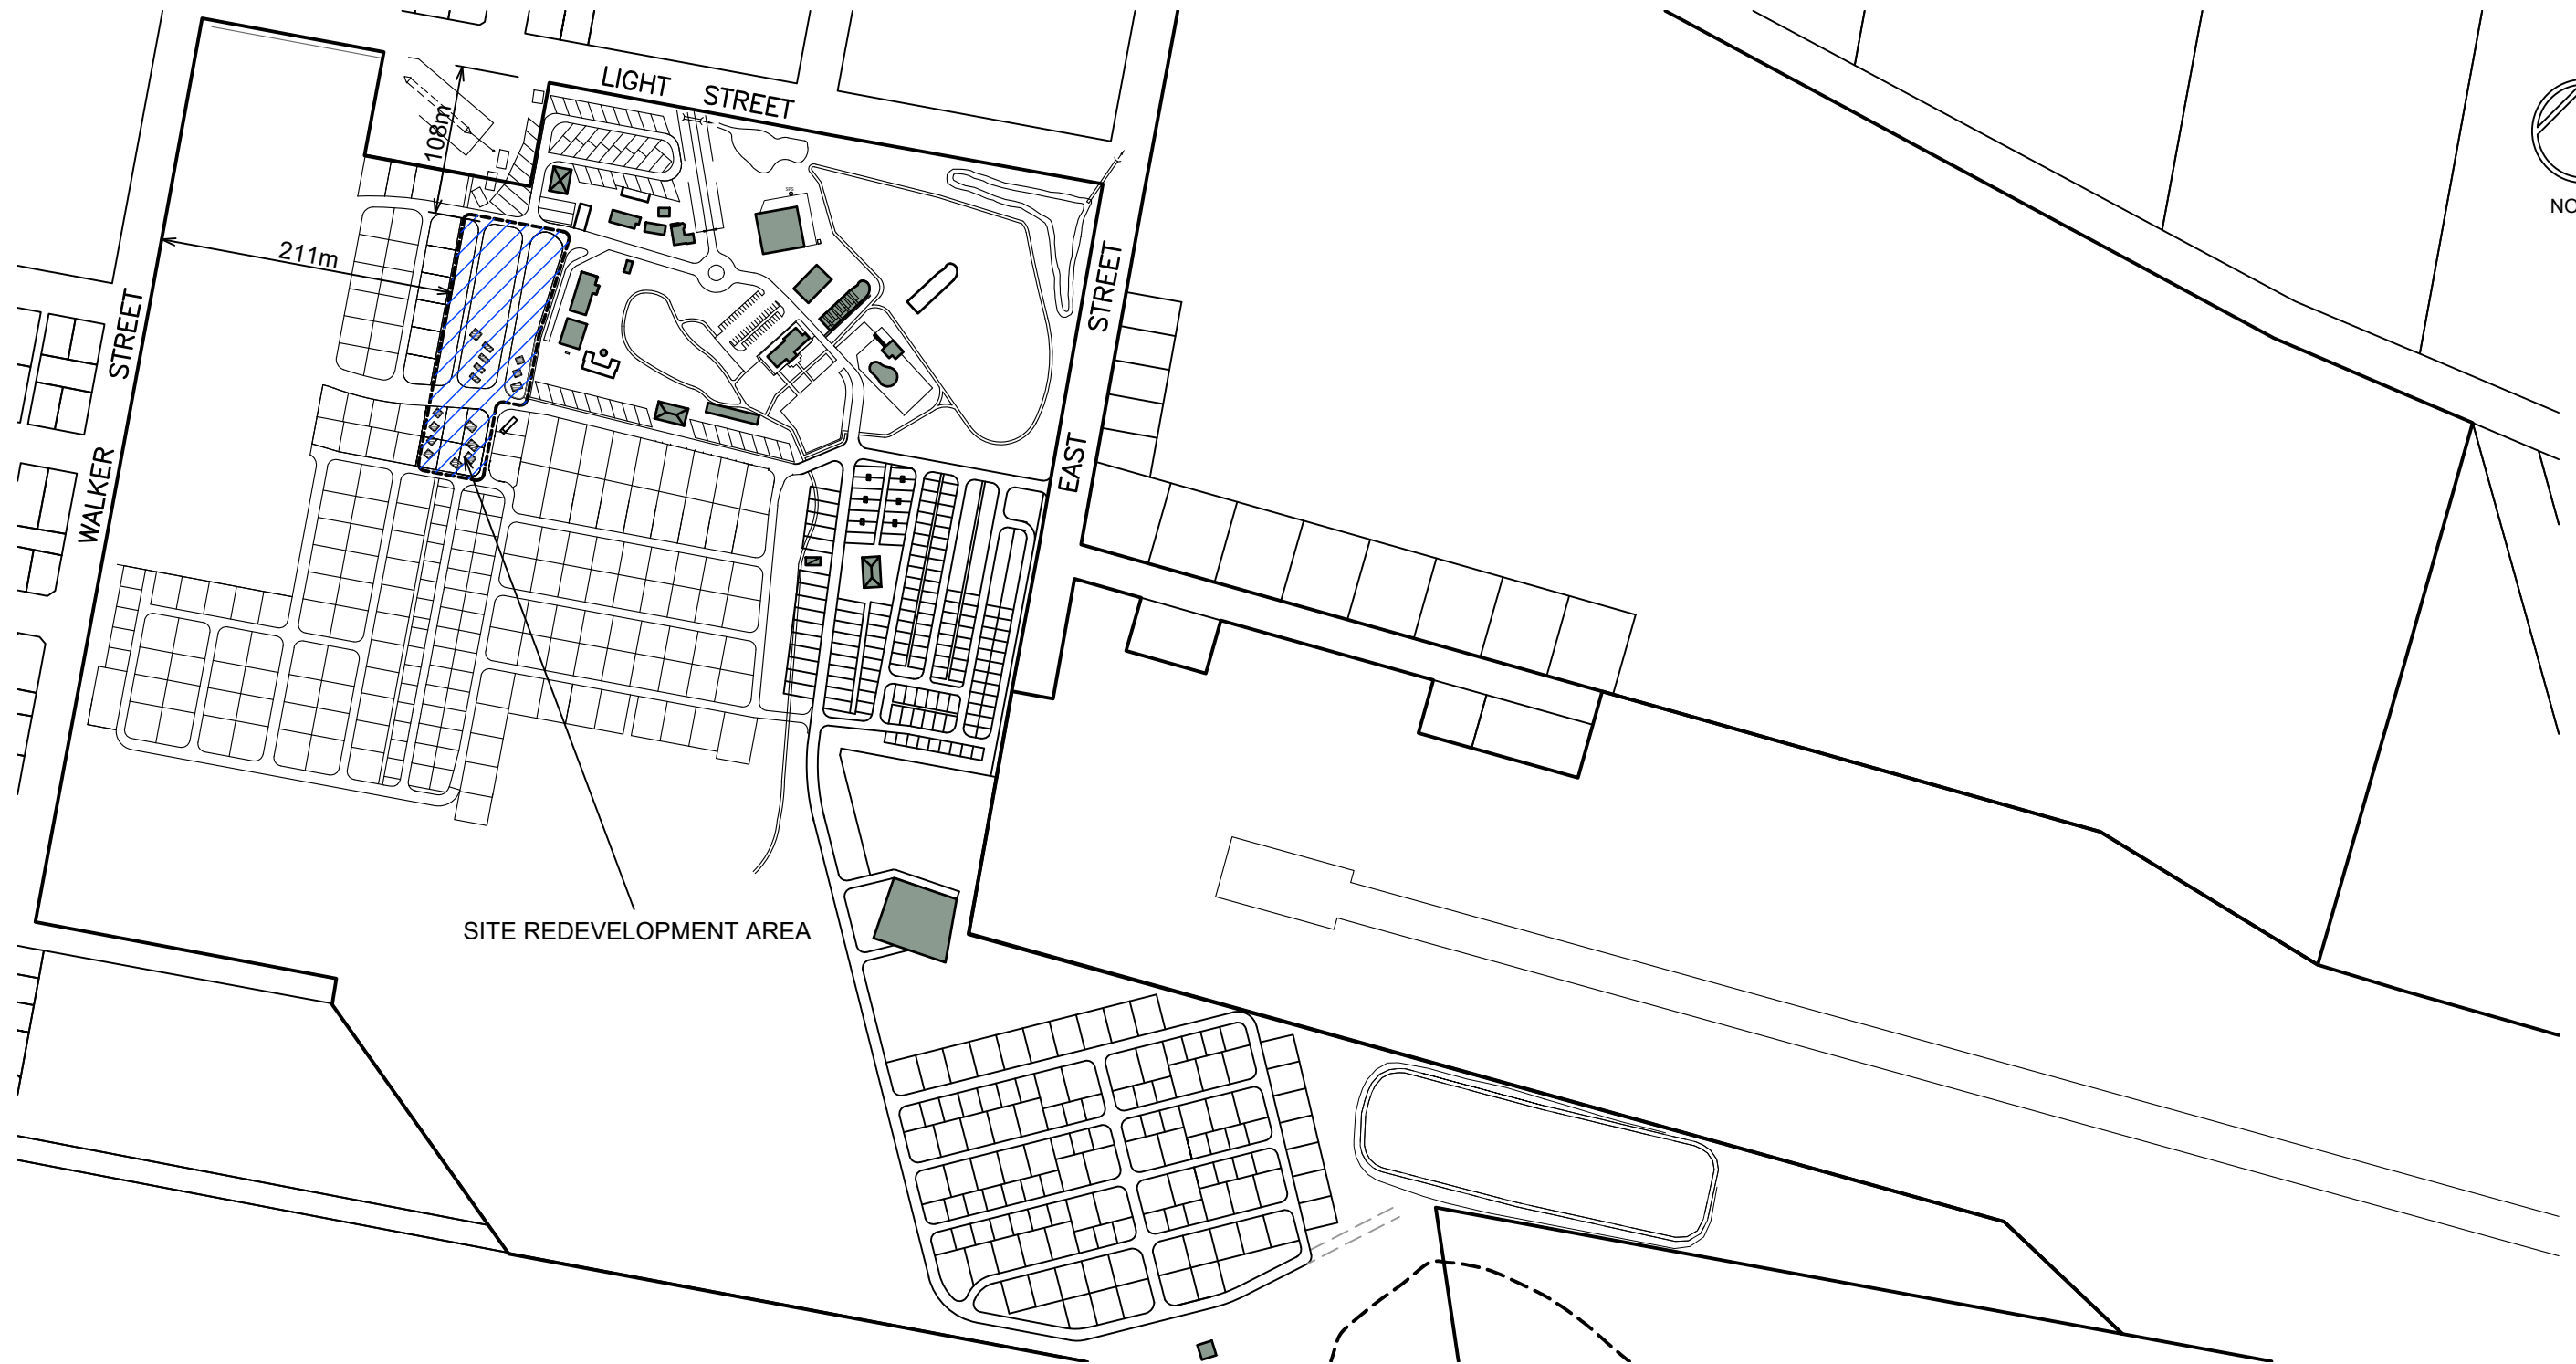 LIGHT STREET
108m
NO
211m
EAST STREET
WALKER STREET
SITE REDEVELOPMENT AREA